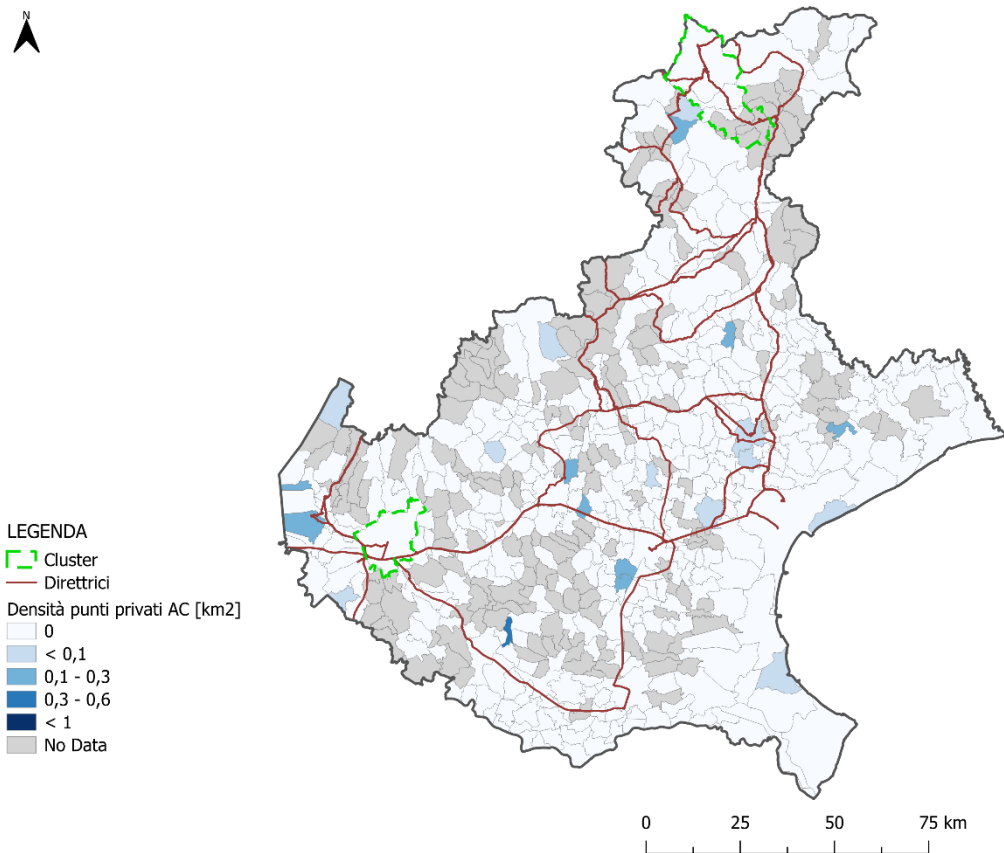 N
LEGENDA
Cluster
Direttrici
Densità punti privati AC [km2]
0
< 0,1
0,1 - 0,3
0,3 - 0,6
< 1
No Data
0 25 50 75 km